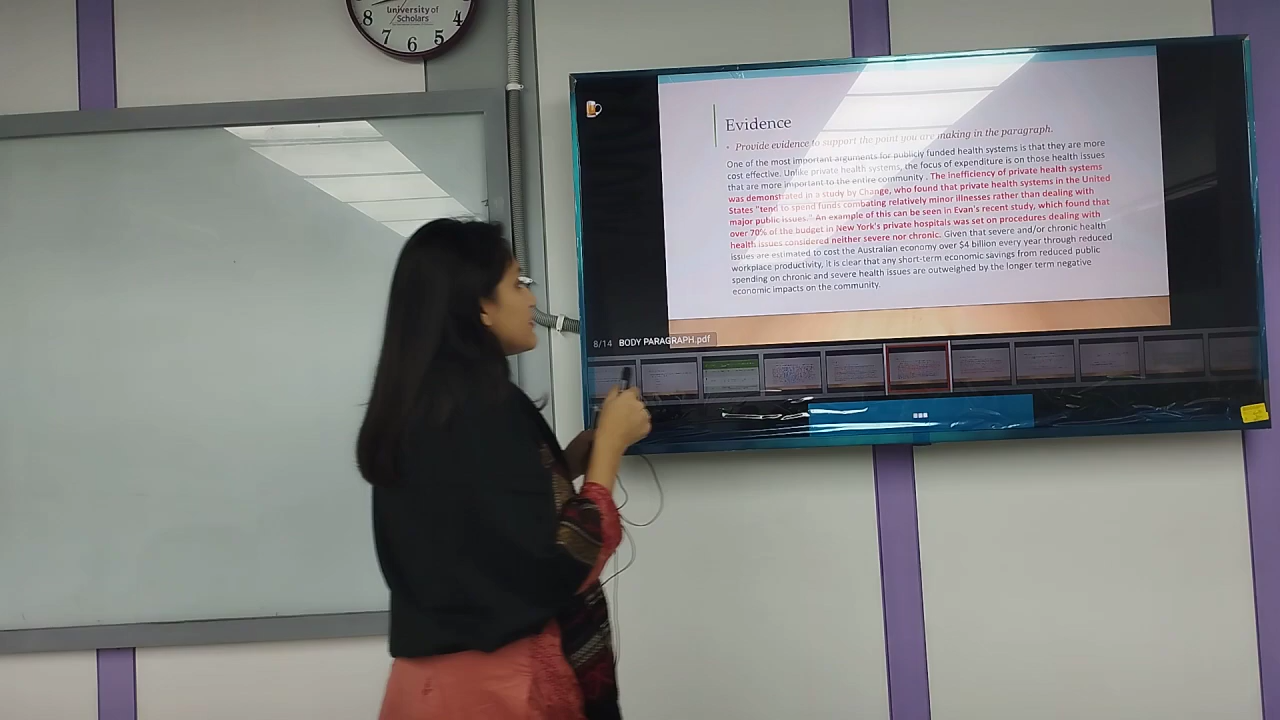 University of
Scholars
8
4
7
6
5
Evidence
• Provide evidence to support the point you are making in the paragraph.
One of the most important arguments for publicly funded health systems is that they are more
cost effective. Unlike private health systems, the focus of expenditure is on those health issues
that are more important to the entire community . The inefficiency of private health systems
was demonstrated in a study by Change, who found that private health systems in the United
States "tend to spend funds combating relatively minor illnesses rather than dealing with
major public issues." An example of this can be seen in Evan's recent study, which found that
over 70% of the budget in New York's private hospitals was set on procedures dealing with
health issues considered neither severe nor chronic. Given that severe and/or chronic health
issues are estimated to cost the Australian economy over $4 billion every year through reduced
workplace productivity, it is clear that any short-term economic savings from reduced public
spending on chronic and severe health issues are outweighed by the longer term negative
economic impacts on the community.
8/14 BODY PARAGRAPH.pdf